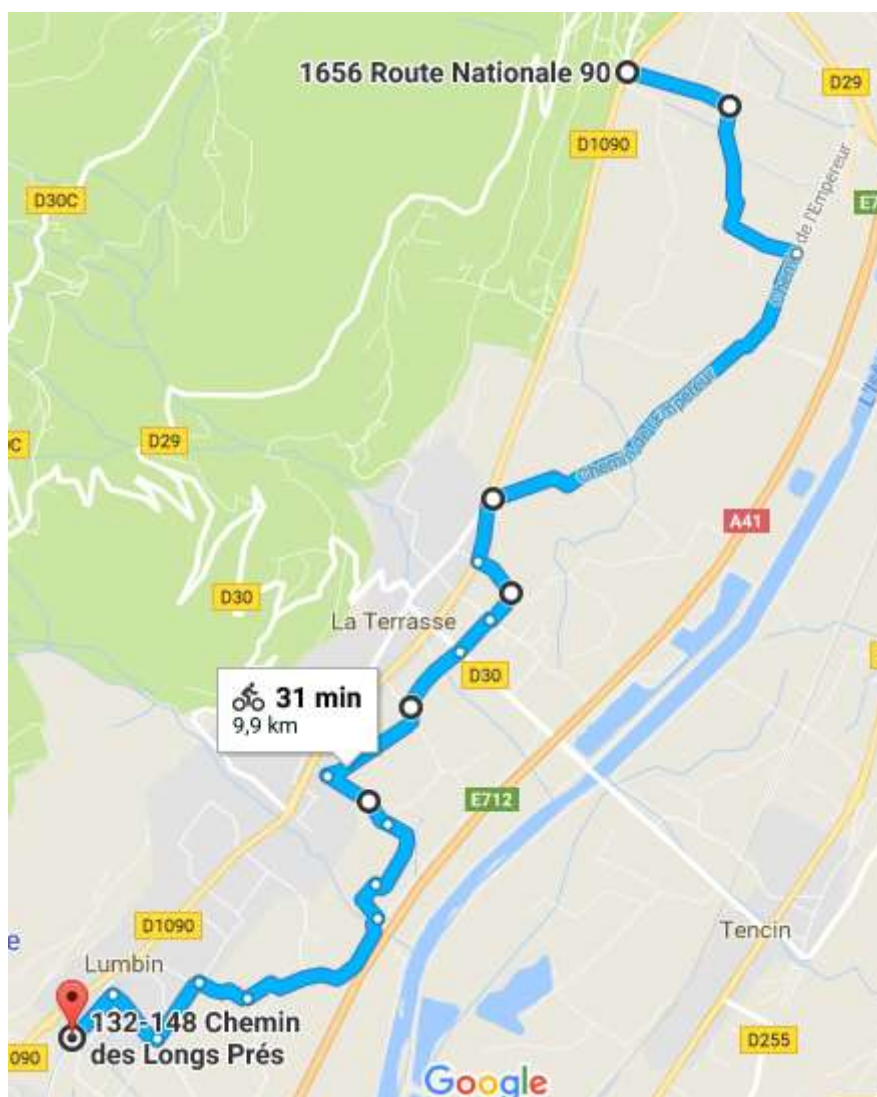 1656 Route Nationale 90
D29
D1090
D30C
Chemin de l'Empereur
E7
D29
Chemin de l'Empereur
L'Isè
A41
D30
La Terrasse
D30
31 min
9,9 km
E712
D1090
Tencin
e
Lumbin
132-148 Chemin
des Longs Prés
090
D255
Google